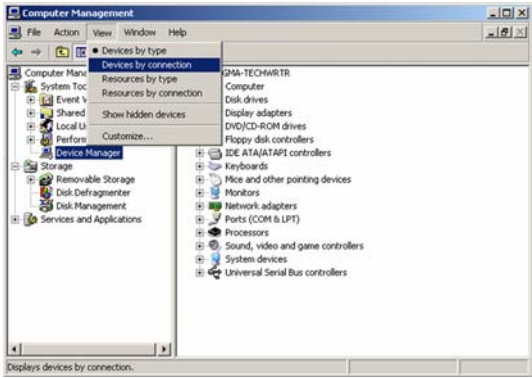 Computer Management
File Action View Window Help
Devices by type
Devices by connection
Resources by type
Resources by connection
Show hidden devices
Customize...
Computer Mana
System Too
Event V
Shared
Local U
Perform
Device Manager
Storage
Removable Storage
Disk Defragmenter
Disk Management
Services and Applications
GMA-TECHWRTR
Computer
Disk drives
Display adapters
DVD/CD-ROM drives
Floppy disk controllers
IDE ATA/ATAPI controllers
Keyboards
Mice and other pointing devices
Monitors
Network adapters
Ports (COM & LPT)
Processors
Sound, video and game controllers
System devices
Universal Serial Bus controllers
Displays devices by connection.